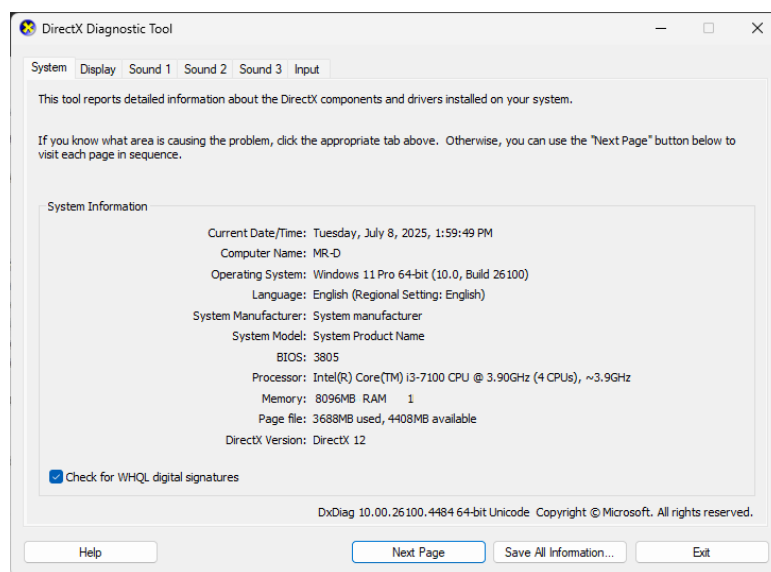 DirectX Diagnostic Tool
System Display Sound 1 Sound 2 Sound 3 Input
This tool reports detailed information about the DirectX components and drivers installed on your system.
If you know what area is causing the problem, click the appropriate tab above. Otherwise, you can use the "Next Page" button below to
visit each page in sequence.
System Information
Current Date/Time: Tuesday, July 8, 2025, 1:59:49 PM
Computer Name: MR-D
Operating System: Windows 11 Pro 64-bit (10.0, Build 26100)
Language: English (Regional Setting: English)
System Manufacturer: System manufacturer
System Model: System Product Name
BIOS: 3805
Processor: Intel(R) Core(TM) i3-7100 CPU @ 3.90GHz (4 CPUs), ~3.9GHz
Memory: 8096MB RAM 1
Page file: 3688MB used, 4408MB available
DirectX Version: DirectX 12
Check for WHQL digital signatures
DxDiag 10.00.26100.4484 64-bit Unicode Copyright © Microsoft. All rights reserved.
Help Next Page Save All Information... Exit